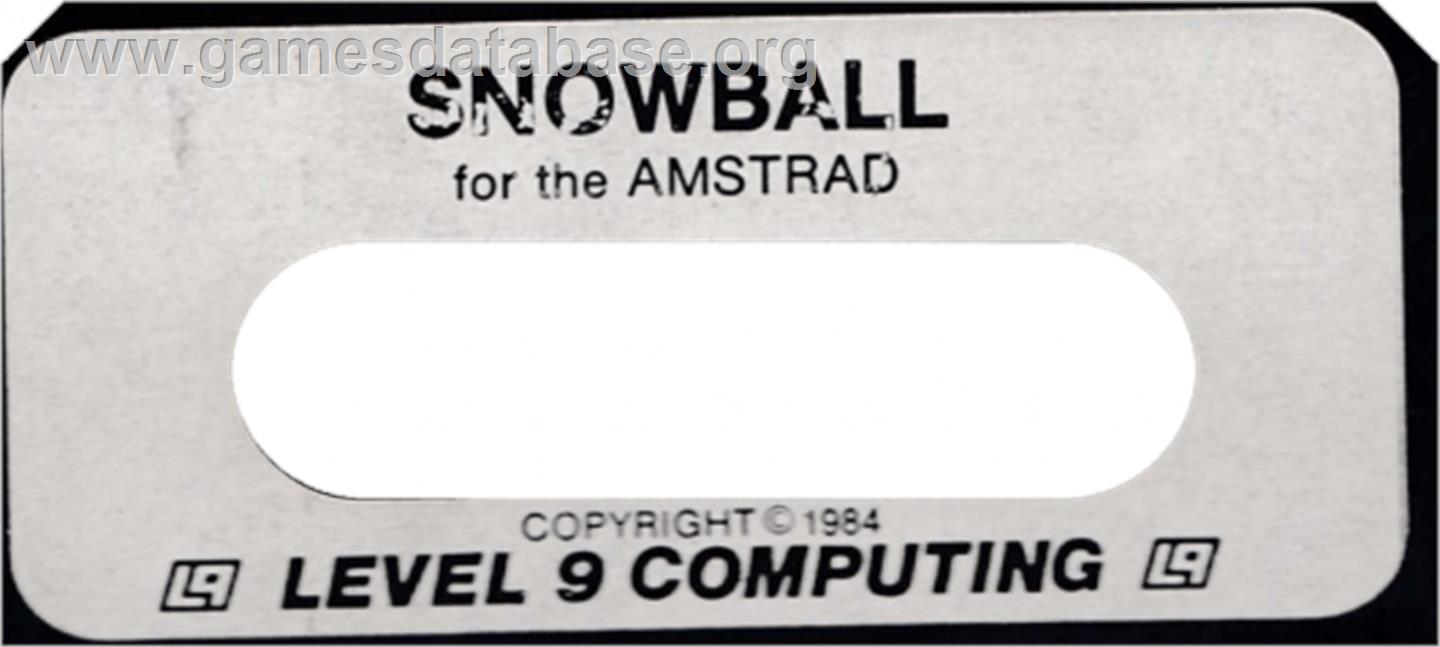 www.gamesdatabase.org
SNOWBALL
for the AMSTRAD
COPYRIGHT © 1984
L9 LEVEL 9 COMPUTING L9